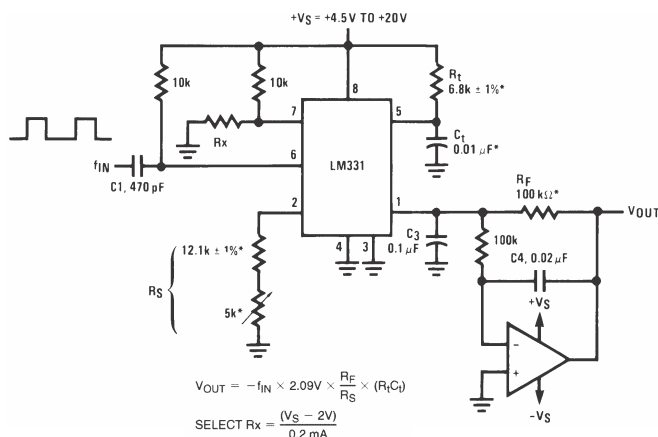 +VS = +4.5V TO +20V
10k
10k
Rt
6.8k ± 1%*
8
7
5
Rx
Ct
0.01 µF*
fIN
C1, 470 pF
6
LM331
RF
100 kΩ*
2
1
VOUT
C3
0.1 µF
100k
12.1k ± 1%*
4
3
C4, 0.02 µF
RS
5k*
+VS
−
+
−VS
VOUT = −fIN × 2.09V × RF/RS × (RtCt)
SELECT Rx = (VS − 2V)/0.2 mA